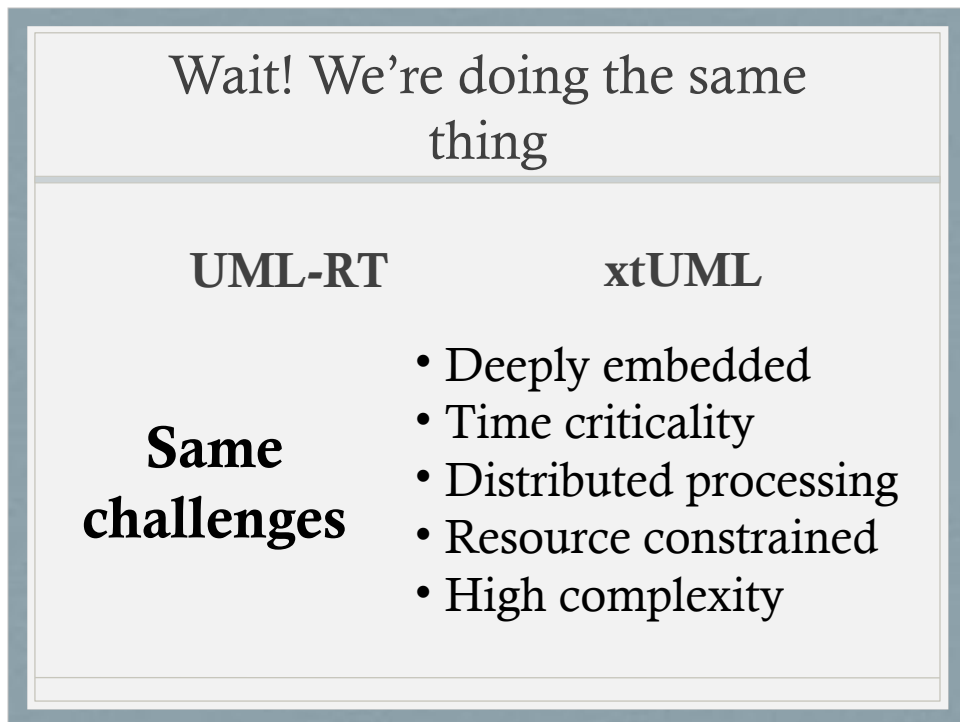 Wait! We’re doing the same
thing
UML-RT
xtUML
Same
challenges
• Deeply embedded
• Time criticality
• Distributed processing
• Resource constrained
• High complexity